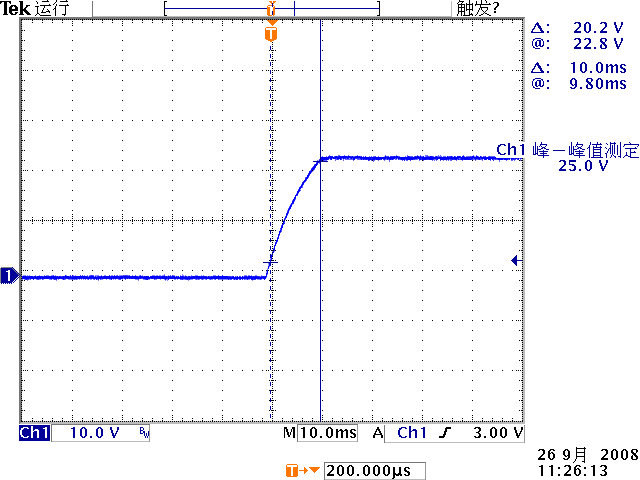 Tek 运行 触发?
T
T
Δ: 20.2 V
@: 22.8 V
Δ: 10.0ms
@: 9.80ms
Ch1 峰－峰值测定
25.0 V
1
Ch1 10.0 V BW M 10.0ms A Ch1 3.00 V
T 200.000µs
26 9月 2008
11:26:13